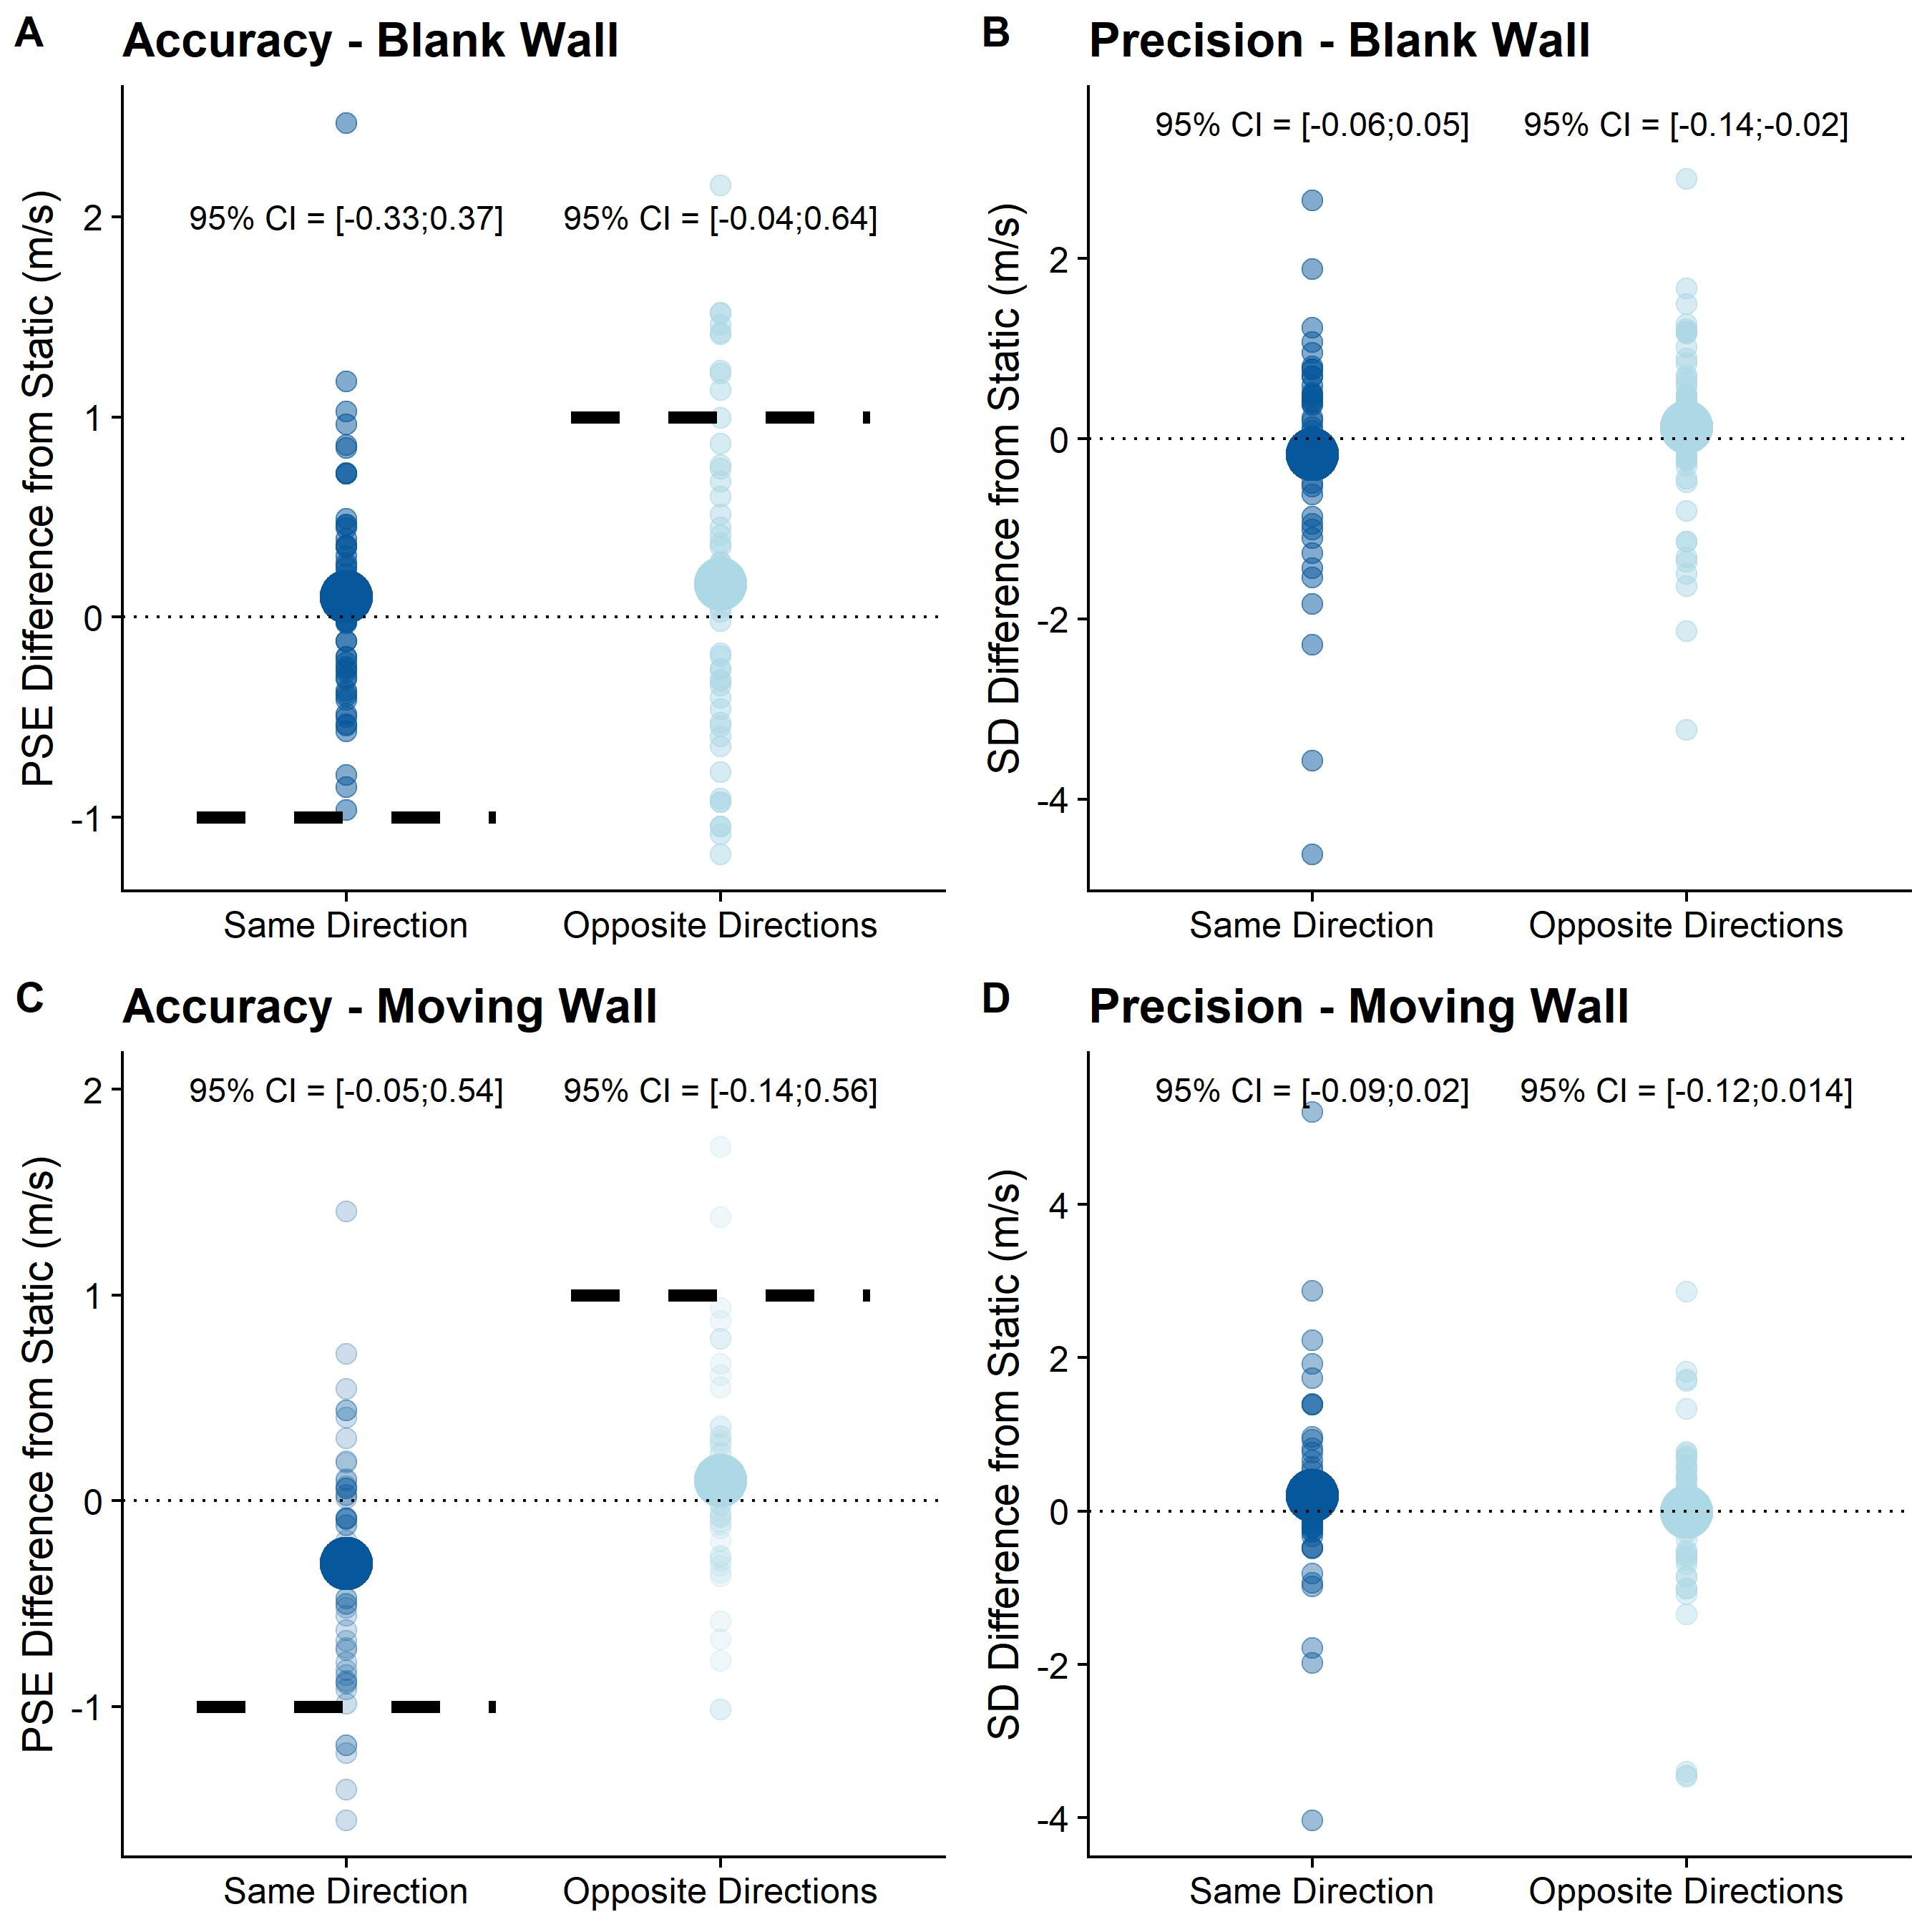 A
Accuracy - Blank Wall
PSE Difference from Static (m/s)
2
1
0
-1
95% CI = [-0.33;0.37]
95% CI = [-0.04;0.64]
Same Direction
Opposite Directions
B
Precision - Blank Wall
SD Difference from Static (m/s)
2
0
-2
-4
95% CI = [-0.06;0.05]
95% CI = [-0.14;-0.02]
Same Direction
Opposite Directions
C
Accuracy - Moving Wall
PSE Difference from Static (m/s)
2
1
0
-1
95% CI = [-0.05;0.54]
95% CI = [-0.14;0.56]
Same Direction
Opposite Directions
D
Precision - Moving Wall
SD Difference from Static (m/s)
4
2
0
-2
-4
95% CI = [-0.09;0.02]
95% CI = [-0.12;0.014]
Same Direction
Opposite Directions